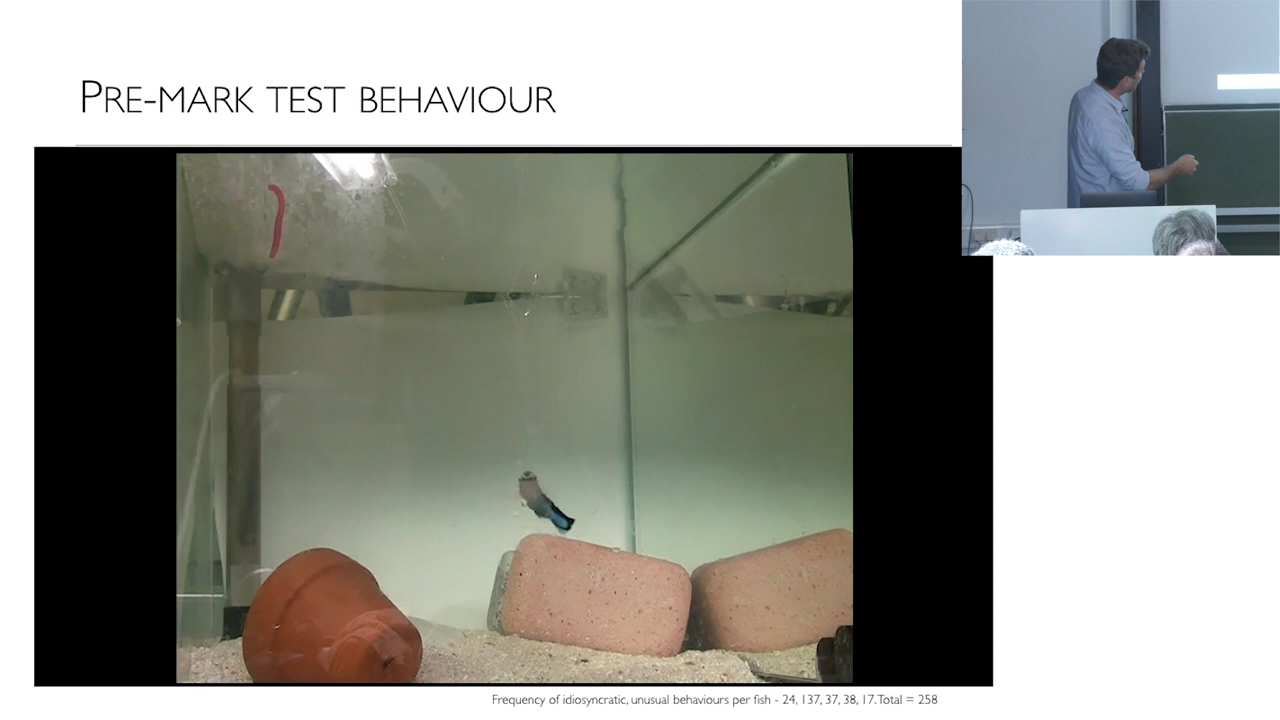 PRE-MARK TEST BEHAVIOUR
Frequency of idiosyncratic, unusual behaviours per fish - 24, 137, 37, 38, 17. Total = 258